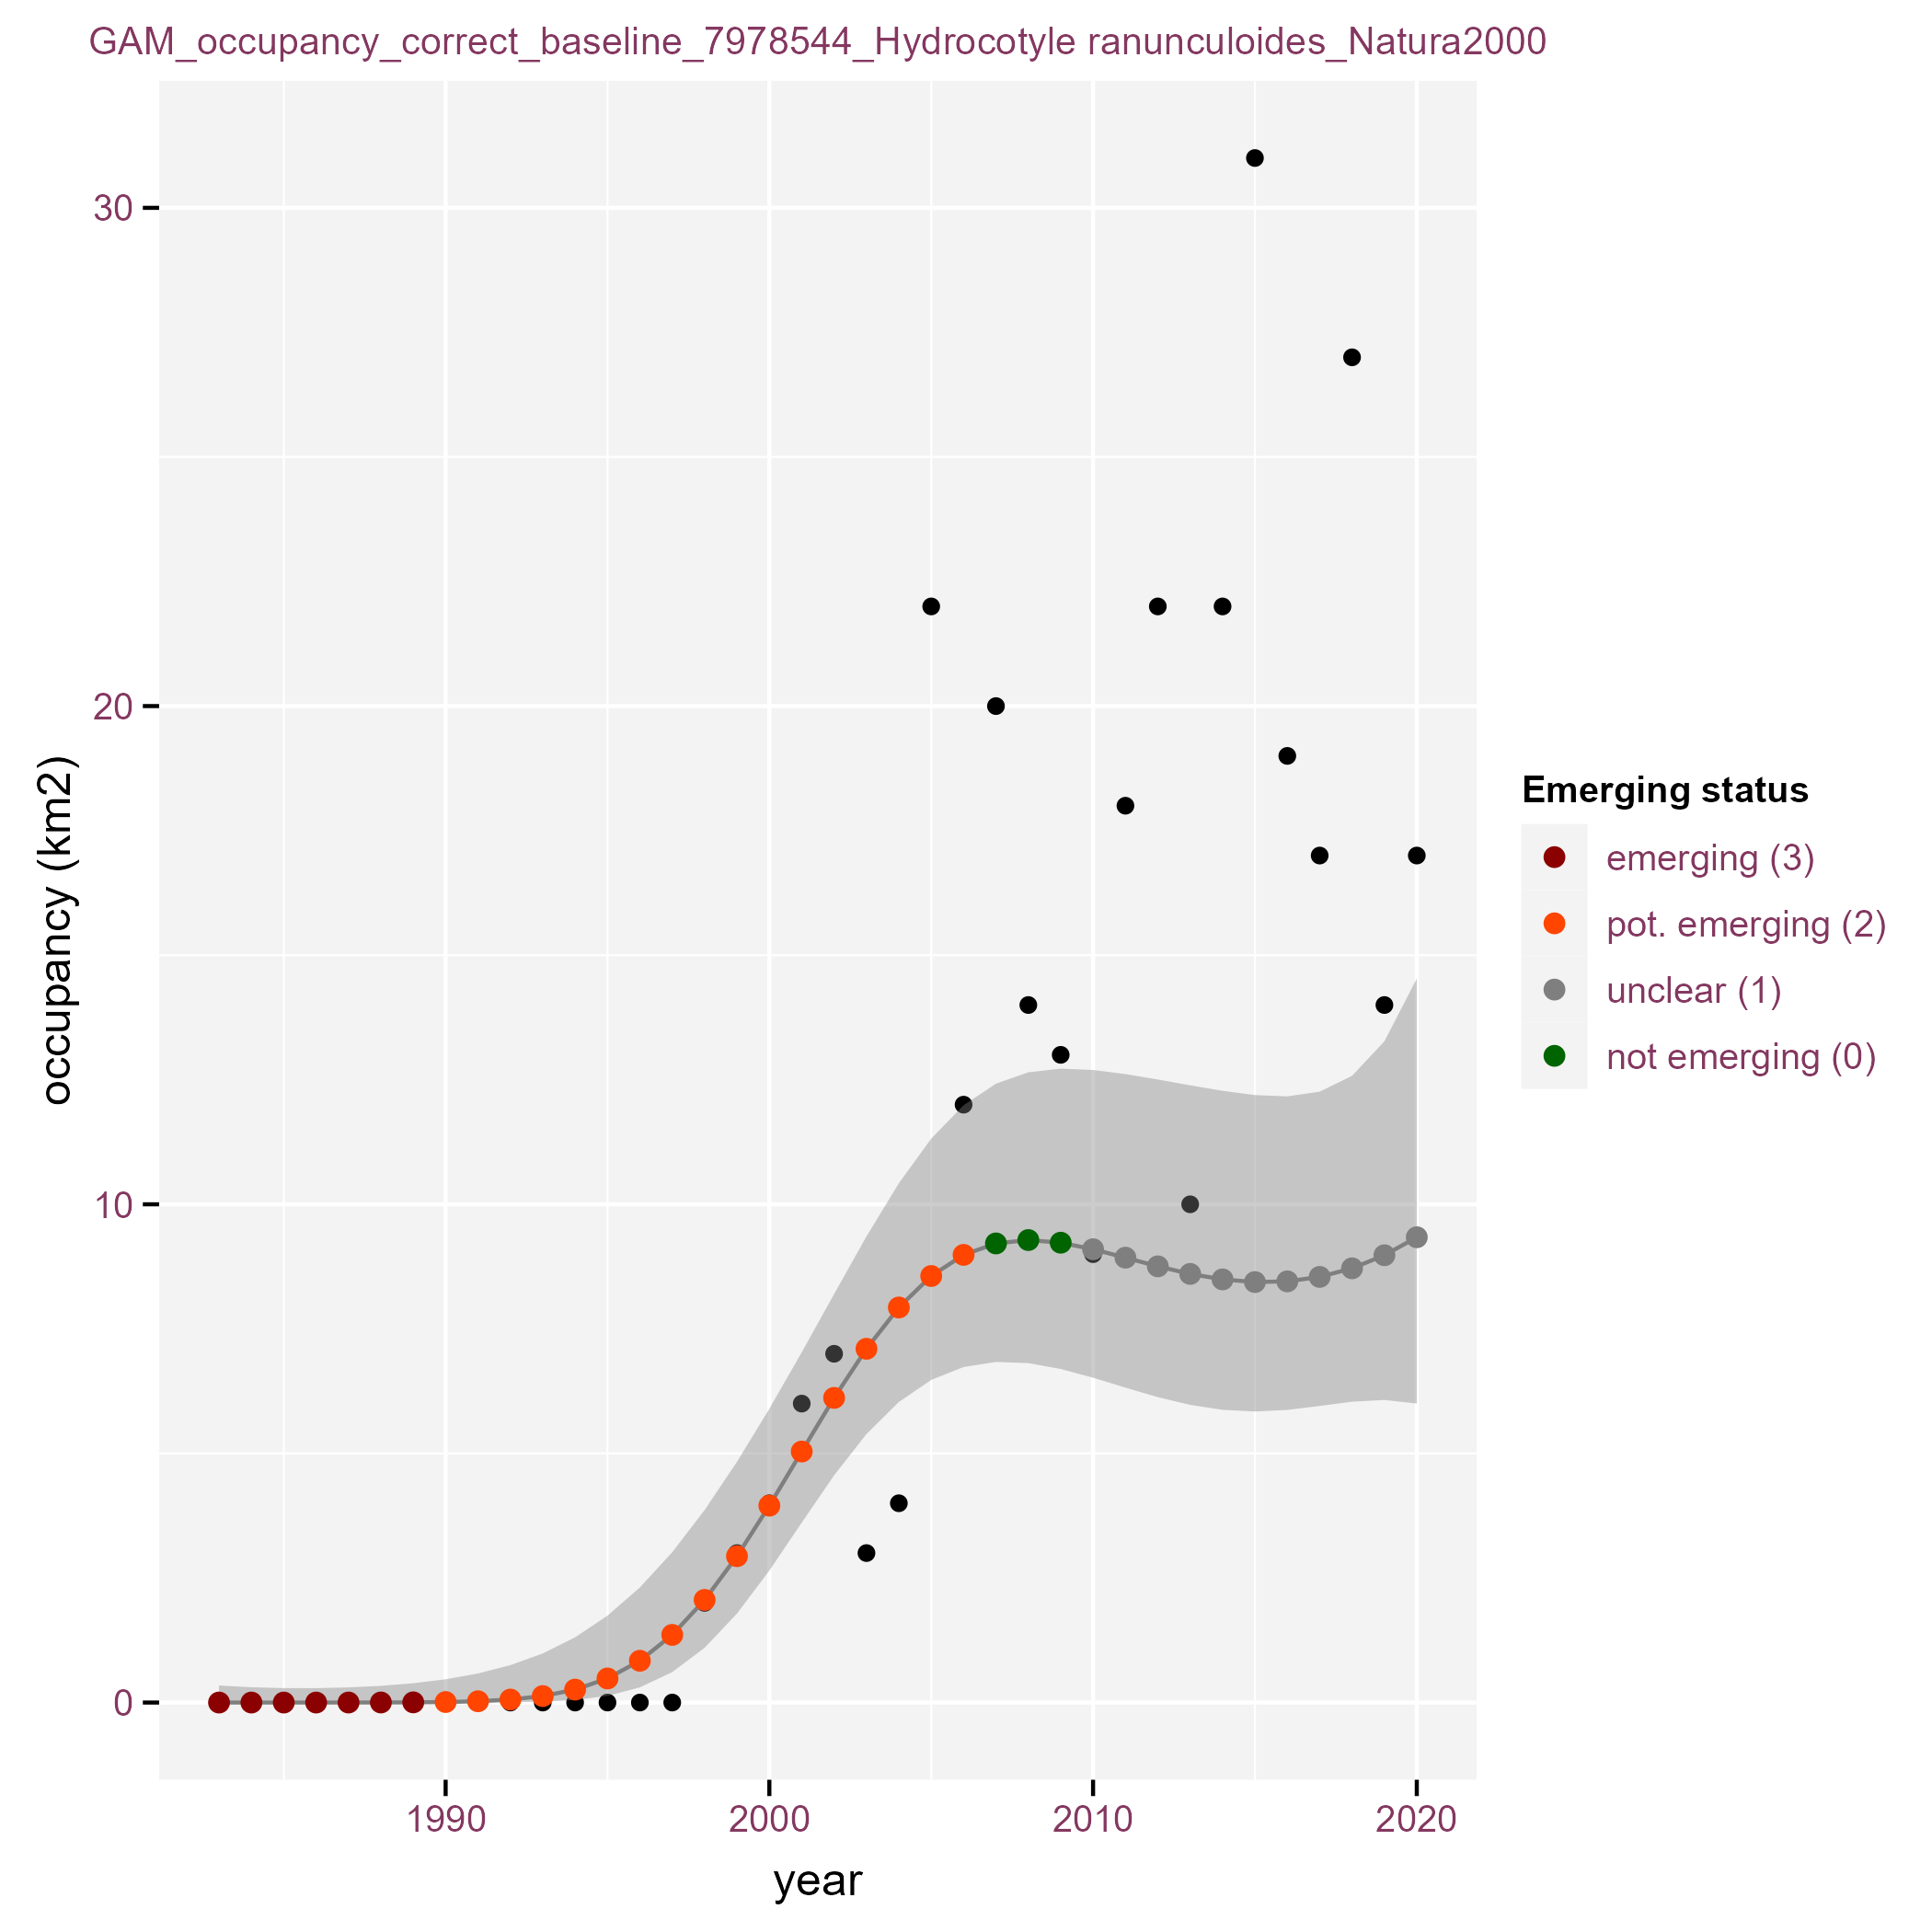 GAM_occupancy_correct_baseline_7978544_Hydrocotyle ranunculoides_Natura2000
30
20
10
0
occupancy (km2)
1990
2000
2010
2020
year
Emerging status
emerging (3)
pot. emerging (2)
unclear (1)
not emerging (0)